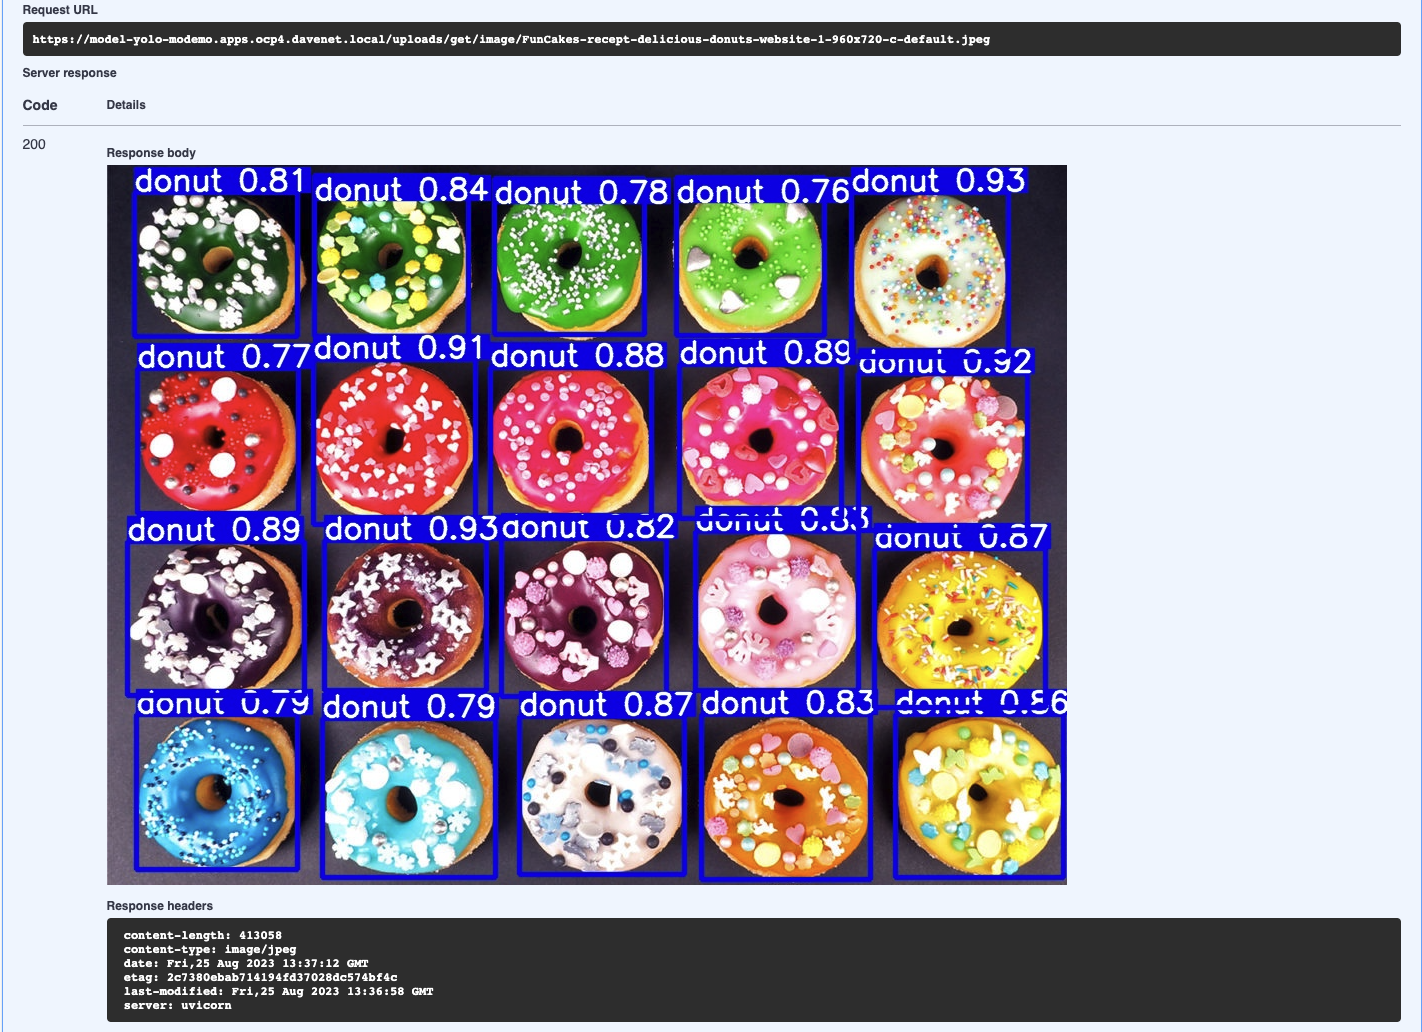 Request URL
https://model-yolo-modemo.apps.ocp4.davenet.local/uploads/get/image/FunCakes-recept-delicious-donuts-website-1-960x720-c-default.jpeg
Server response
Code Details
200
Response body
donut 0.81 donut 0.84 donut 0.78 donut 0.76 donut 0.93
donut 0.77 donut 0.91 donut 0.88 donut 0.89 donut 0.92
donut 0.89 donut 0.93 donut 0.82 donut 0.83 donut 0.87
donut 0.79 donut 0.79 donut 0.87 donut 0.83 donut 0.86
Response headers
content-length: 413058
content-type: image/jpeg
date: Fri,25 Aug 2023 13:37:12 GMT
etag: 2c7380ebab714194fd37028dc574bf4c
last-modified: Fri,25 Aug 2023 13:36:58 GMT
server: uvicorn